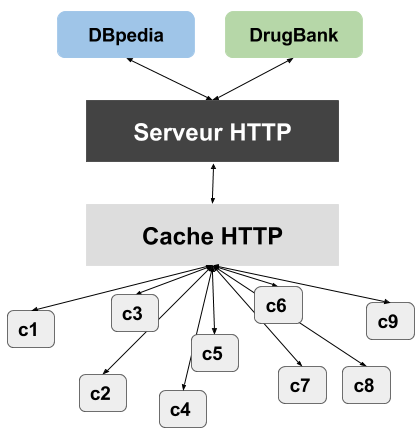 DBpedia
DrugBank
Serveur HTTP
Cache HTTP
c1
c3
c6
c9
c5
c2
c4
c7
c8